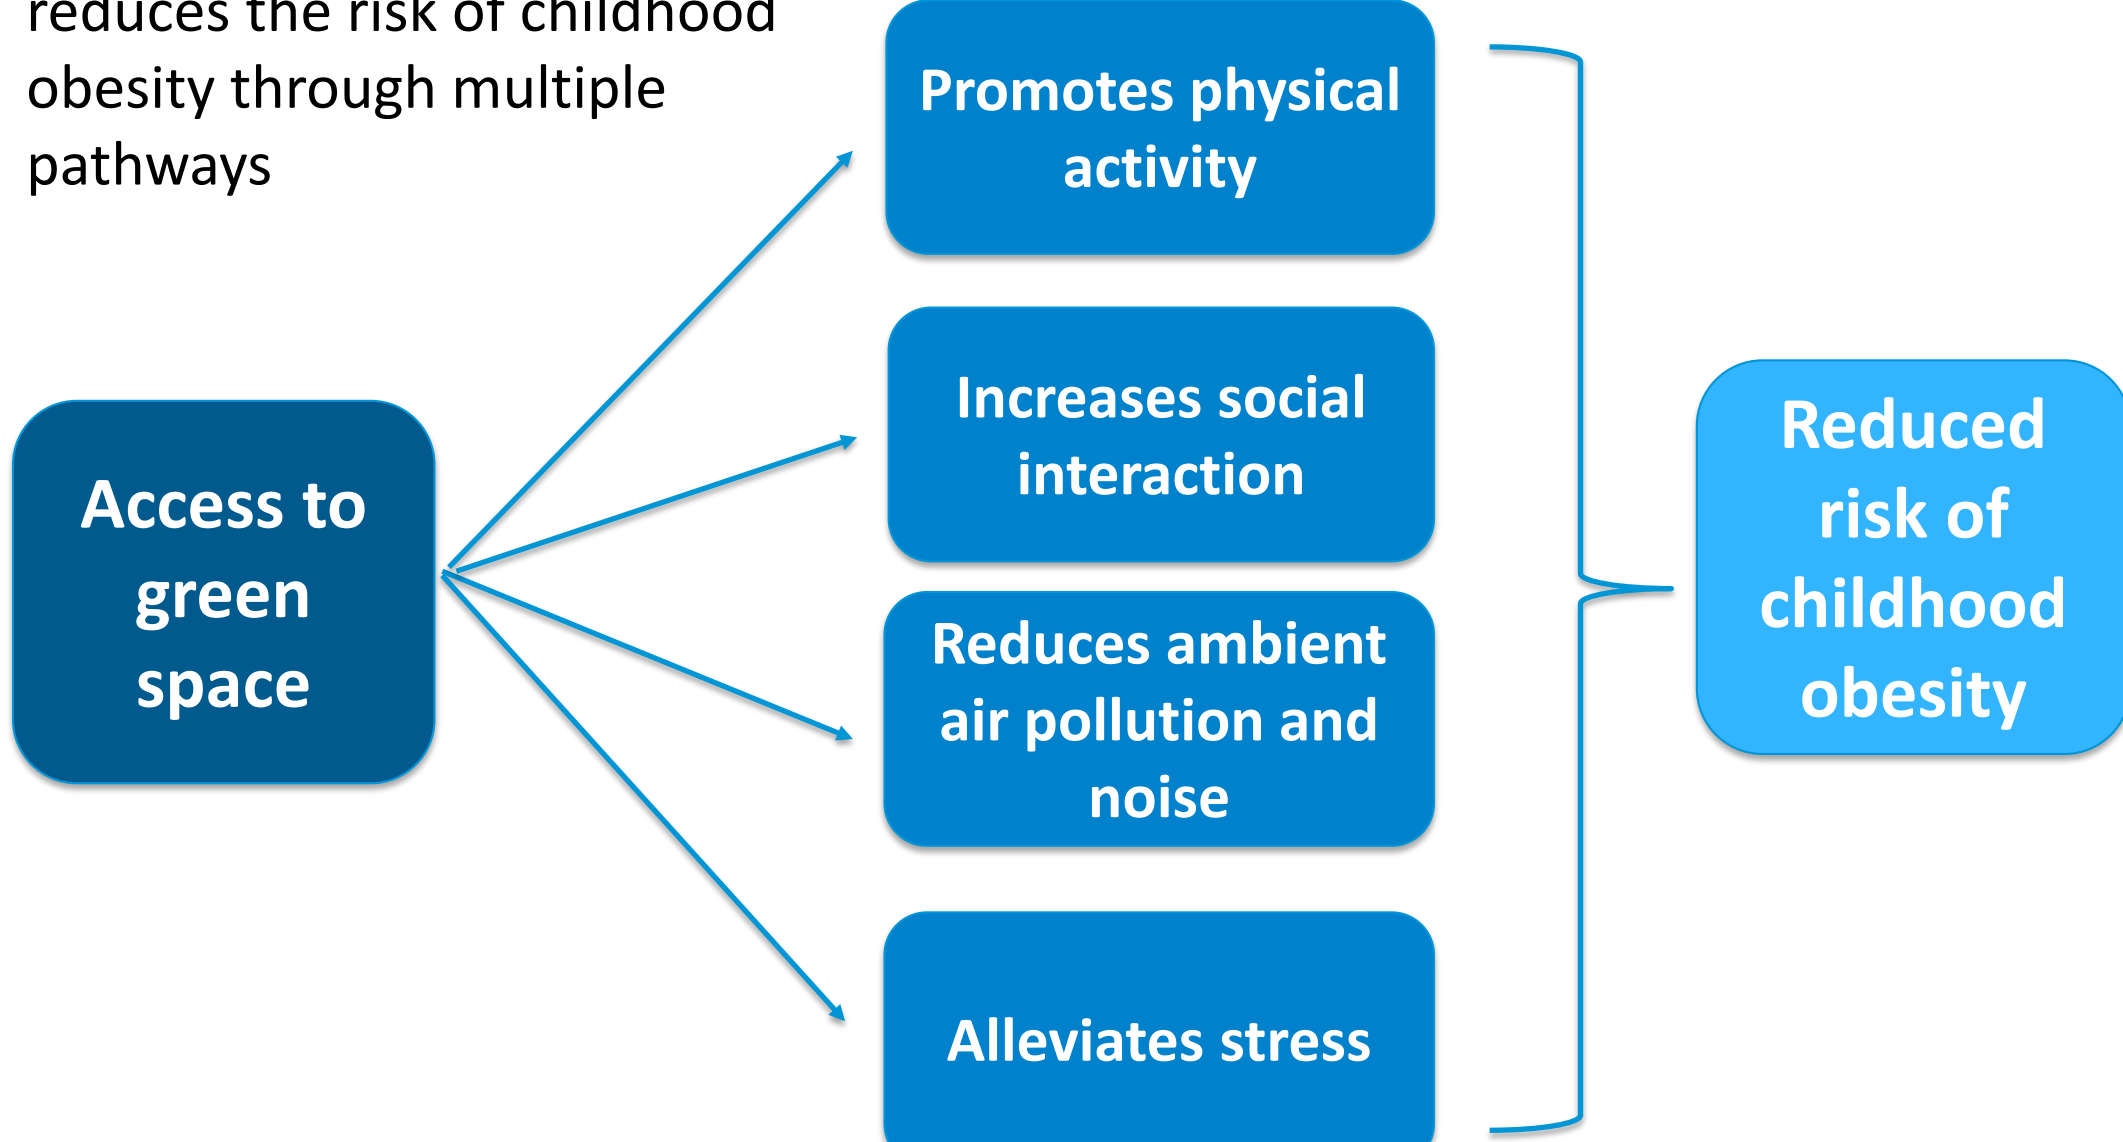 reduces the risk of childhood
obesity through multiple
pathways
Promotes physical
activity
Increases social
interaction
Access to
green
space
Reduces ambient
air pollution and
noise
Alleviates stress
Reduced
risk of
childhood
obesity